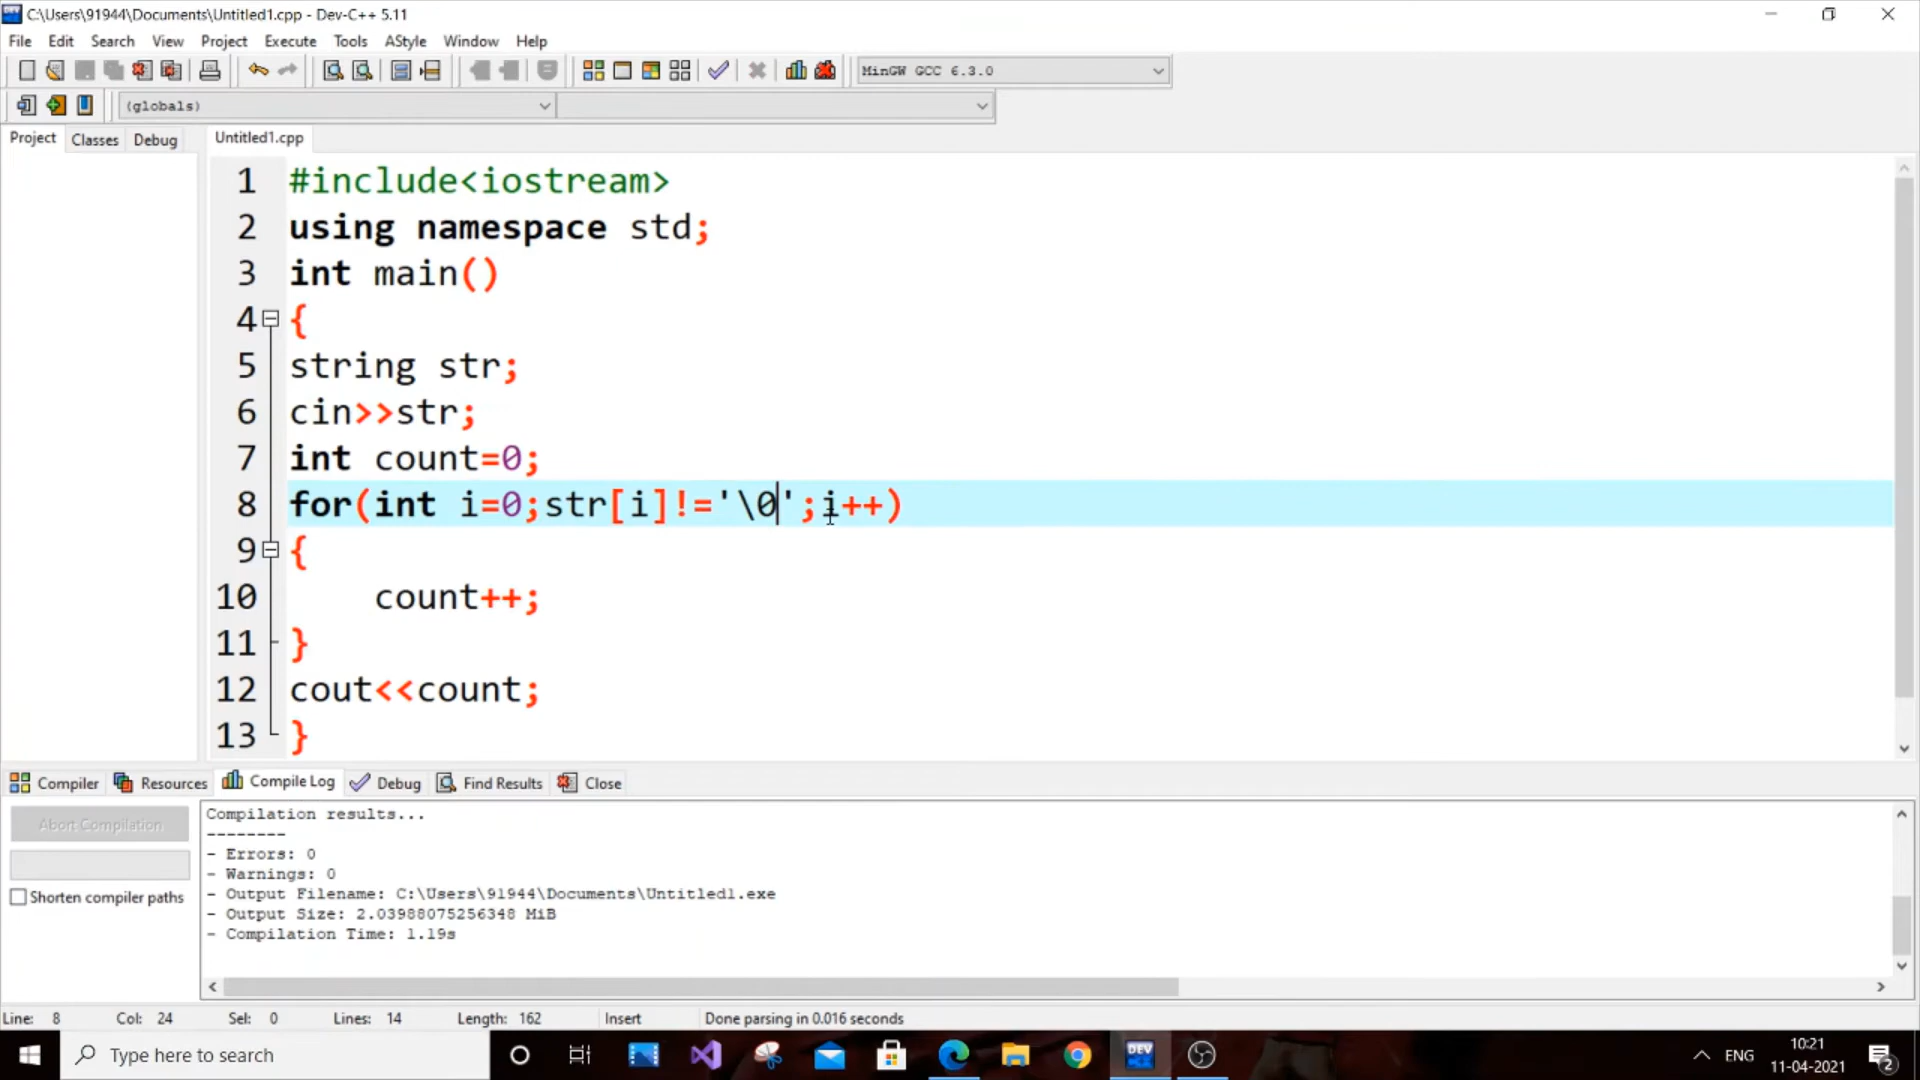 C:\Users\91944\Documents\Untitled1.cpp - Dev-C++ 5.11
File Edit Search View Project Execute Tools AStyle Window Help
MinGW GCC 6.3.0
(globals)
Project Classes Debug Untitled1.cpp
1 #include<iostream>
2 using namespace std;
3 int main()
4 {
5 string str;
6 cin>>str;
7 int count=0;
8 for(int i=0;str[i]!='\0';i++)
9 {
10 count++;
11 }
12 cout<<count;
13 }
Compiler Resources Compile Log Debug Find Results Close
Abort Compilation
Shorten compiler paths
Compilation results...
--------
- Errors: 0
- Warnings: 0
- Output Filename: C:\Users\91944\Documents\Untitled1.exe
- Output Size: 2.03988075256348 MiB
- Compilation Time: 1.19s
Line: 8 Col: 24 Sel: 0 Lines: 14 Length: 162 Insert Done parsing in 0.016 seconds
Type here to search
DEV
ENG
10:21
11-04-2021
2